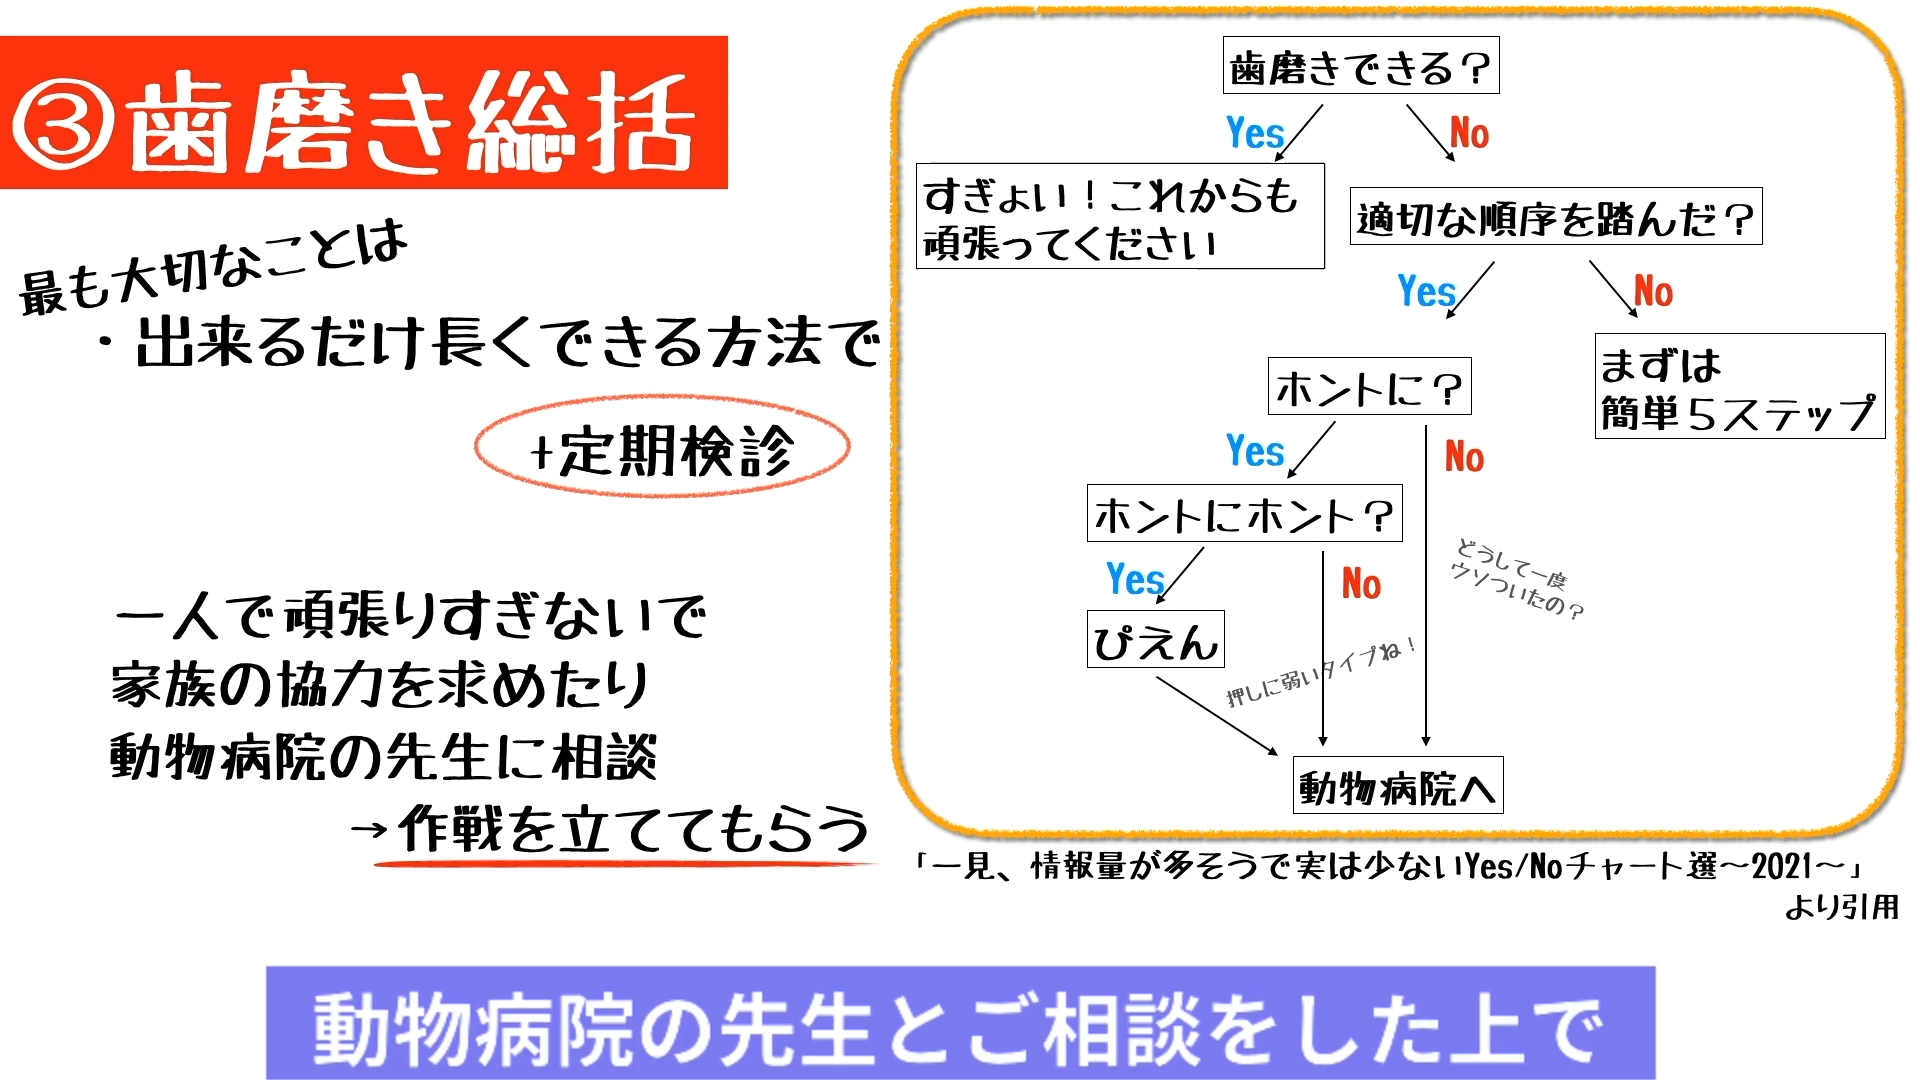 ③歯磨き総括
最も大切なことは
・出来るだけ長くできる方法で
+定期検診
一人で頑張りすぎないで
家族の協力を求めたり
動物病院の先生に相談
→作戦を立ててもらう
歯磨きできる？
Yes
No
すぎょい！これからも
頑張ってください
適切な順序を踏んだ？
Yes
No
まずは
簡単５ステップ
ホントに？
Yes
No
ホントにホント？
Yes
No
どうして一度
ウソついたの？
ぴえん
押しに弱いタイプね！
動物病院へ
「一見、情報量が多そうで実は少ないYes/Noチャート選～2021～」
より引用
動物病院の先生とご相談をした上で